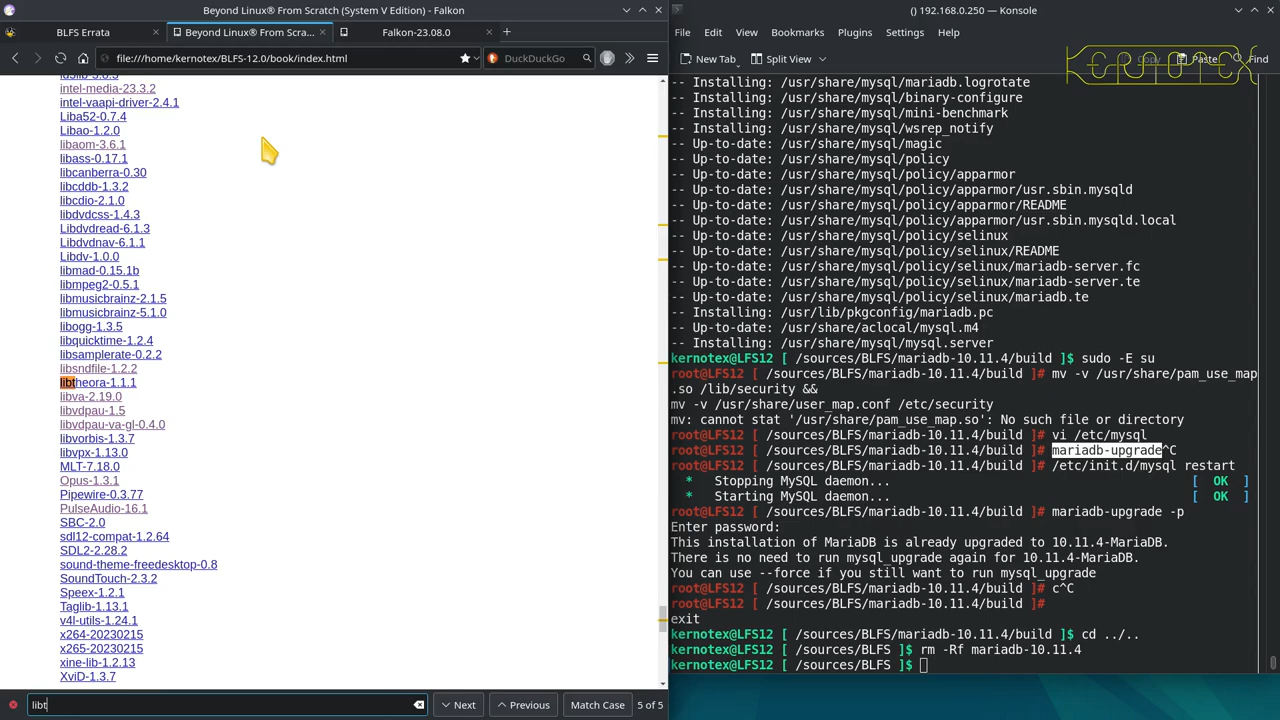 Beyond Linux® From Scratch (System V Edition) - Falkon
BLFS Errata
Beyond Linux® From Scra...
Falkon-23.08.0
file:///home/kernotex/BLFS-12.0/book/index.html
DuckDuckGo
intel-media-23.3.2
intel-vaapi-driver-2.4.1
Liba52-0.7.4
Libao-1.2.0
libaom-3.6.1
libass-0.17.1
libcanberra-0.30
libcddb-1.3.2
libcdio-2.1.0
libdvdcss-1.4.3
Libdvdread-6.1.3
Libdvdnav-6.1.1
Libdv-1.0.0
libmad-0.15.1b
libmpeg2-0.5.1
libmusicbrainz-2.1.5
libmusicbrainz-5.1.0
libogg-1.3.5
libquicktime-1.2.4
libsamplerate-0.2.2
libsndfile-1.2.2
libtheora-1.1.1
libva-2.19.0
libvdpau-1.5
libvdpau-va-gl-0.4.0
libvorbis-1.3.7
libvpx-1.13.0
MLT-7.18.0
Opus-1.3.1
Pipewire-0.3.77
PulseAudio-16.1
SBC-2.0
sdl12-compat-1.2.64
SDL2-2.28.2
sound-theme-freedesktop-0.8
SoundTouch-2.3.2
Speex-1.2.1
Taglib-1.13.1
v4l-utils-1.24.1
x264-20230215
x265-20230215
xine-lib-1.2.13
XviD-1.3.7
libt
Next
Previous
Match Case
5 of 5
() 192.168.0.250 — Konsole
File Edit View Bookmarks Plugins Settings Help
New Tab
Split View
Copy
Paste
Find
KERNOTEX
-- Installing: /usr/share/mysql/mariadb.logrotate
-- Installing: /usr/share/mysql/binary-configure
-- Installing: /usr/share/mysql/mini-benchmark
-- Installing: /usr/share/mysql/wsrep_notify
-- Up-to-date: /usr/share/mysql/magic
-- Up-to-date: /usr/share/mysql/policy
-- Up-to-date: /usr/share/mysql/policy/apparmor
-- Up-to-date: /usr/share/mysql/policy/apparmor/usr.sbin.mysqld
-- Up-to-date: /usr/share/mysql/policy/apparmor/README
-- Up-to-date: /usr/share/mysql/policy/apparmor/usr.sbin.mysqld.local
-- Up-to-date: /usr/share/mysql/policy/selinux
-- Up-to-date: /usr/share/mysql/policy/selinux/README
-- Up-to-date: /usr/share/mysql/policy/selinux/mariadb-server.fc
-- Up-to-date: /usr/share/mysql/policy/selinux/mariadb-server.te
-- Up-to-date: /usr/share/mysql/policy/selinux/mariadb.te
-- Installing: /usr/lib/pkgconfig/mariadb.pc
-- Installing: /usr/share/aclocal/mysql.m4
-- Installing: /usr/share/mysql/mysql.server
kernotex@LFS12 [ /sources/BLFS/mariadb-10.11.4/build ]$ sudo -E su
root@LFS12 [ /sources/BLFS/mariadb-10.11.4/build ]# mv -v /usr/share/pam_use_map
.so /lib/security &&
mv -v /usr/share/user_map.conf /etc/security
mv: cannot stat '/usr/share/pam_use_map.so': No such file or directory
root@LFS12 [ /sources/BLFS/mariadb-10.11.4/build ]# vi /etc/mysql
root@LFS12 [ /sources/BLFS/mariadb-10.11.4/build ]# mariadb-upgrade^C
root@LFS12 [ /sources/BLFS/mariadb-10.11.4/build ]# /etc/init.d/mysql restart
* Stopping MySQL daemon... [ OK ]
* Starting MySQL daemon... [ OK ]
root@LFS12 [ /sources/BLFS/mariadb-10.11.4/build ]# mariadb-upgrade -p
Enter password:
This installation of MariaDB is already upgraded to 10.11.4-MariaDB.
There is no need to run mysql_upgrade again for 10.11.4-MariaDB.
You can use --force if you still want to run mysql_upgrade
root@LFS12 [ /sources/BLFS/mariadb-10.11.4/build ]# c^C
root@LFS12 [ /sources/BLFS/mariadb-10.11.4/build ]#
exit
kernotex@LFS12 [ /sources/BLFS/mariadb-10.11.4/build ]$ cd ../..
kernotex@LFS12 [ /sources/BLFS ]$ rm -Rf mariadb-10.11.4
kernotex@LFS12 [ /sources/BLFS ]$